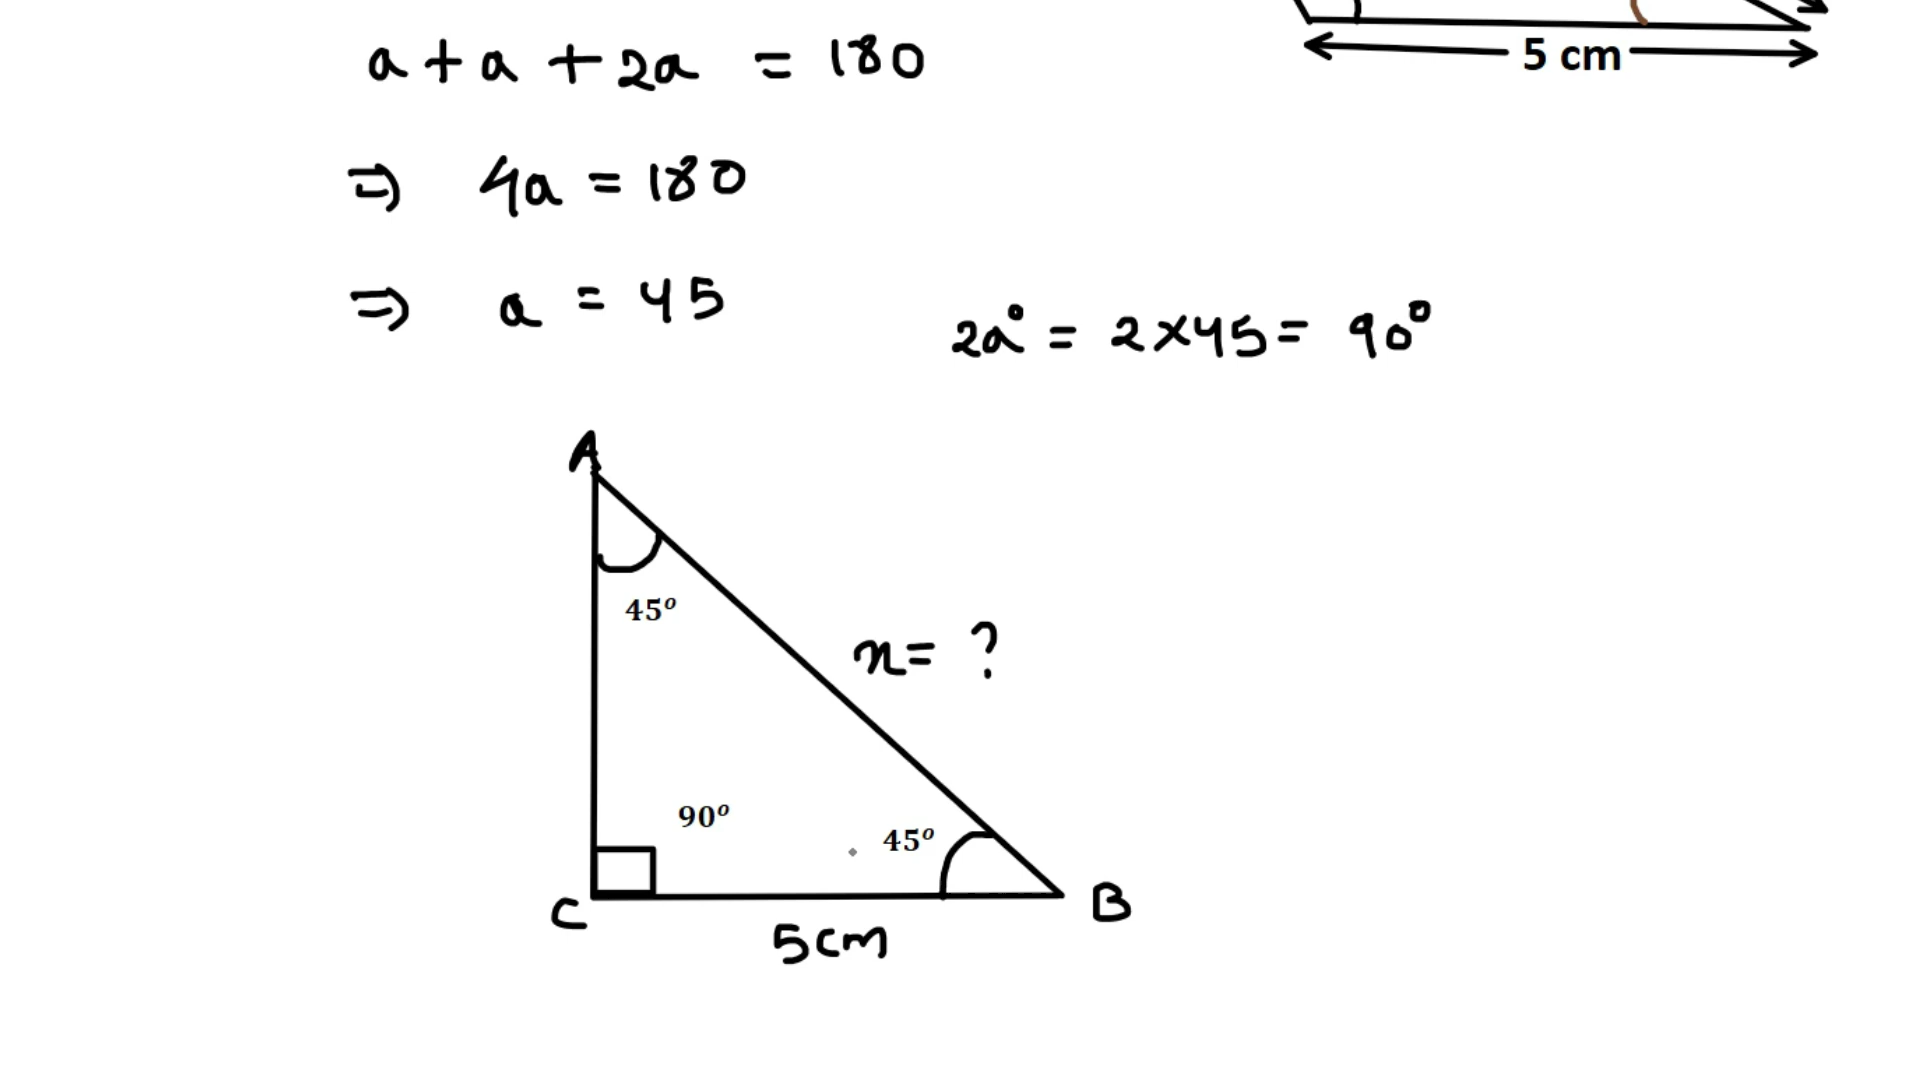 a + a + 2a = 180
5 cm
⇒ 4a = 180
⇒ a = 45
2a° = 2×45 = 90°
A
45°
x = ?
90°
45°
C
B
5cm